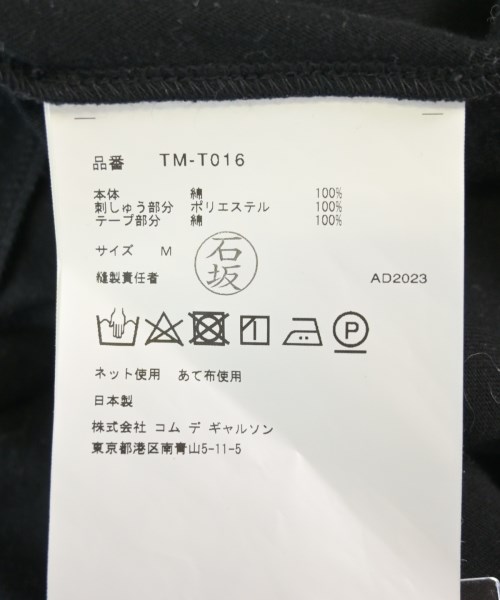 品番 TM-T016
本体 綿 100%
刺しゅう部分 ポリエステル 100%
テープ部分 綿 100%
サイズ M
石坂
縫製責任者 AD2023
P
ネット使用 あて布使用
日本製
株式会社 コム デ ギャルソン
東京都港区南青山5-11-5